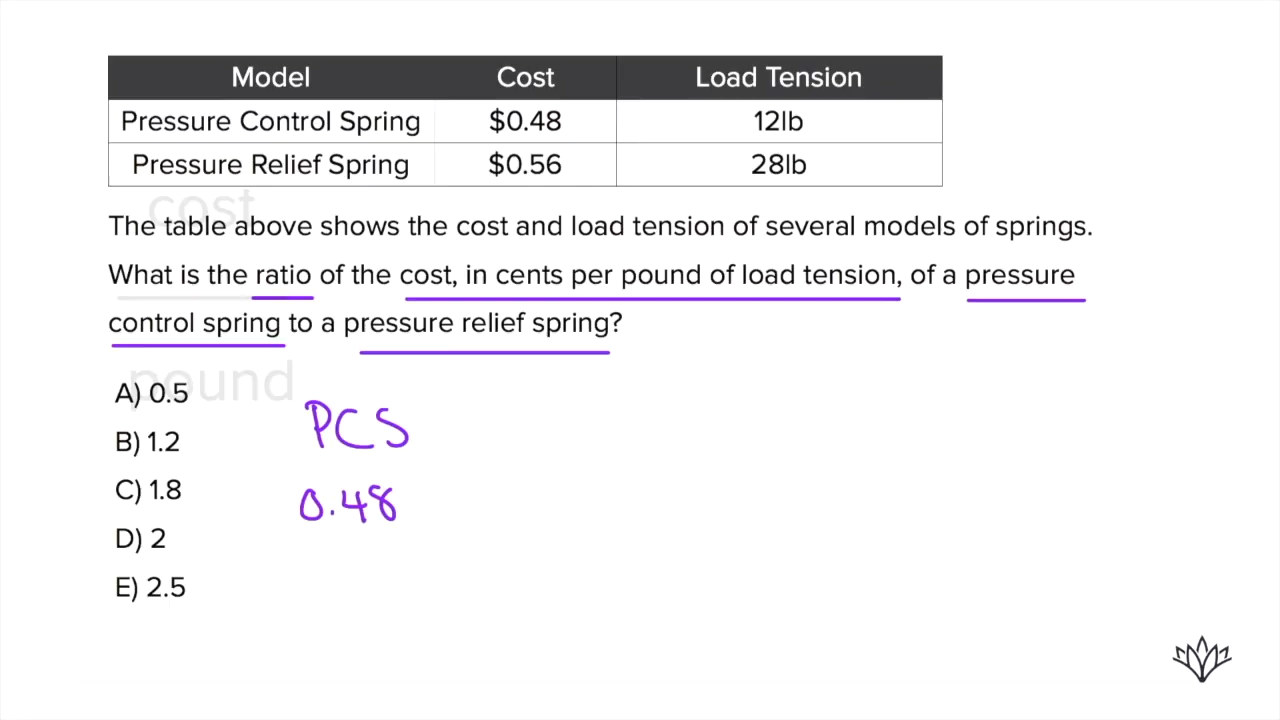 Model Cost Load Tension
Pressure Control Spring $0.48 12lb
Pressure Relief Spring $0.56 28lb
cost
The table above shows the cost and load tension of several models of springs.
What is the ratio of the cost, in cents per pound of load tension, of a pressure
control spring to a pressure relief spring?
pound
A) 0.5
B) 1.2
C) 1.8
D) 2
E) 2.5
PCS
0.48